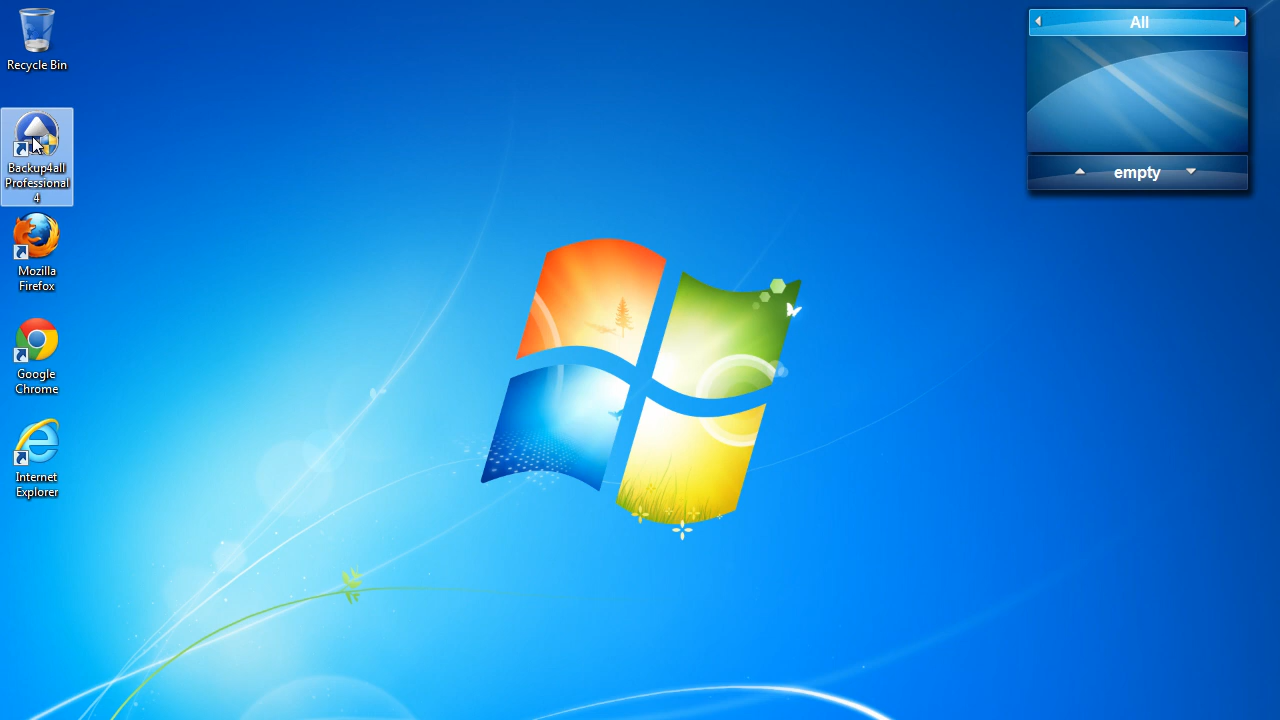 Recycle Bin
Backup4all
Professional
4
Mozilla
Firefox
Google
Chrome
Internet
Explorer
All
empty